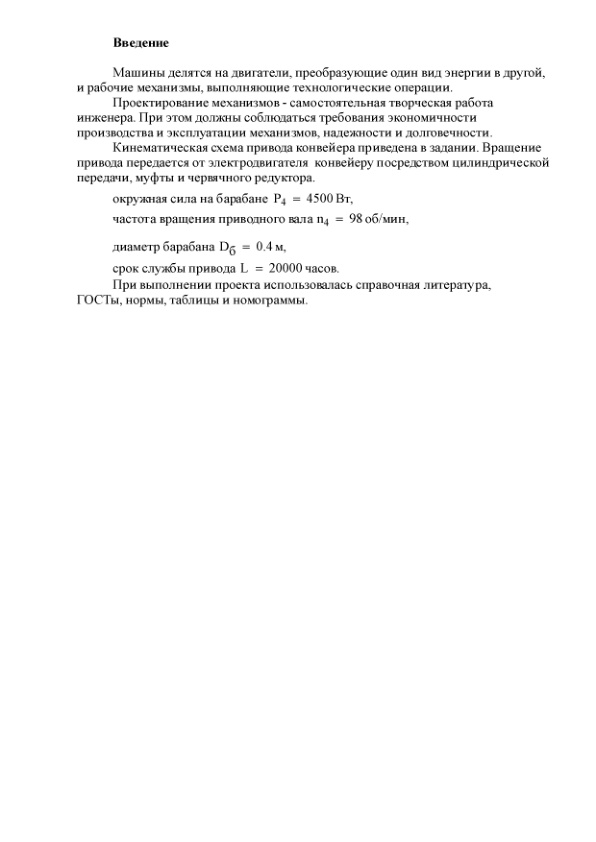 Введение
Машины делятся на двигатели, преобразующие один вид энергии в другой,
и рабочие механизмы, выполняющие технологические операции.
Проектирование механизмов - самостоятельная творческая работа
инженера. При этом должны соблюдаться требования экономичности
производства и эксплуатации механизмов, надежности и долговечности.
Кинематическая схема привода конвейера приведена в задании. Вращение
привода передается от электродвигателя конвейеру посредством цилиндрической
передачи, муфты и червячного редуктора.
окружная сила на барабане P4 = 4500 Вт,
частота вращения приводного вала n4 = 98 об/мин,
диаметр барабана Dб = 0.4 м,
срок службы привода L = 20000 часов.
При выполнении проекта использовалась справочная литература,
ГОСТы, нормы, таблицы и номограммы.